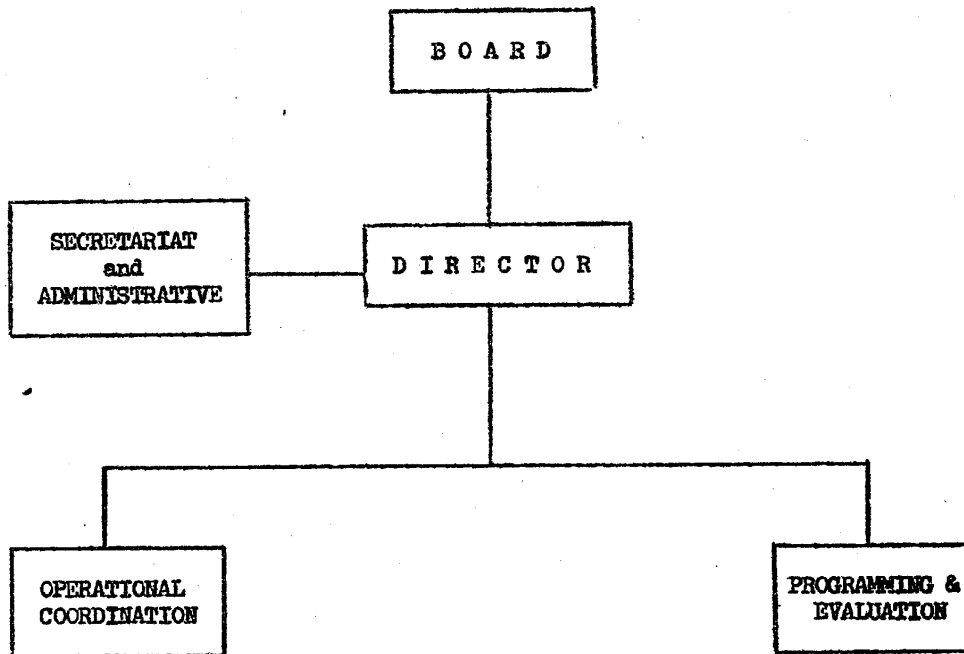 BOARD
SECRETARIAT
and
ADMINISTRATIVE
DIRECTOR
OPERATIONAL
COORDINATION
PROGRAMMING &
EVALUATION